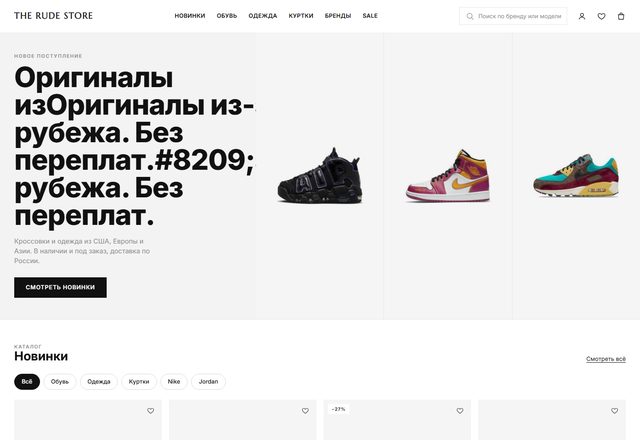 THE RUDE STORE
НОВИНКИ ОБУВЬ ОДЕЖДА КУРТКИ БРЕНДЫ SALE
Поиск по бренду или модели
НОВОЕ ПОСТУПЛЕНИЕ
Оригиналы
изОригиналы из-
рубежа. Без
переплат.#8209;
рубежа. Без
переплат.
Кроссовки и одежда из США, Европы и
Азии. В наличии и под заказ, доставка по
России.
СМОТРЕТЬ НОВИНКИ
КАТАЛОГ
Новинки
Смотреть всё
Всё Обувь Одежда Куртки Nike Jordan
−27%